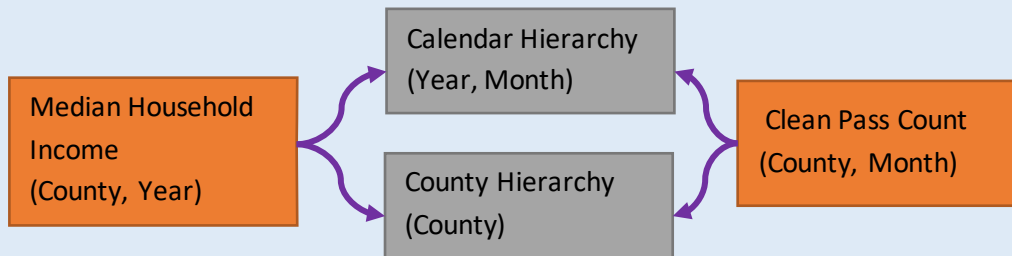 Median Household
Income
(County, Year)
Calendar Hierarchy
(Year, Month)
County Hierarchy
(County)
Clean Pass Count
(County, Month)